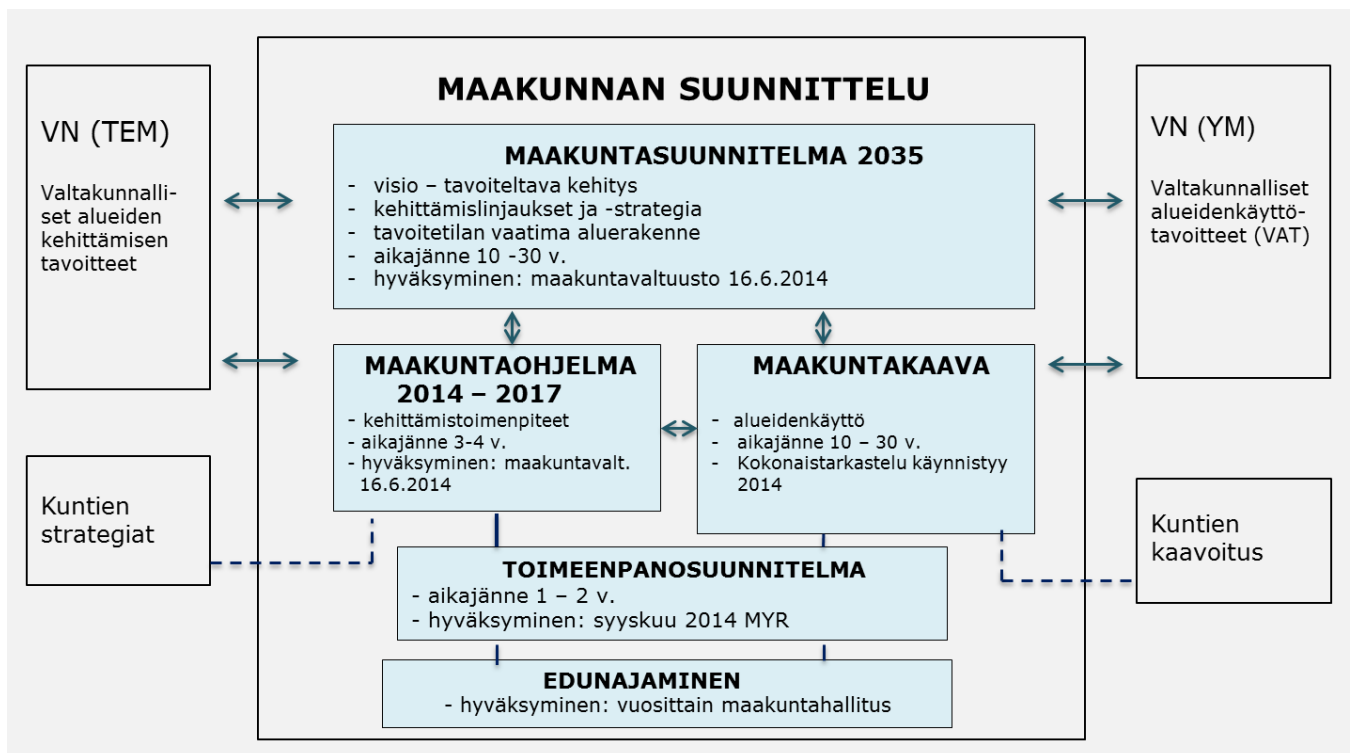 MAAKUNNAN SUUNNITTELU
VN (TEM)
Valtakunnalli-
set alueiden
kehittämisen
tavoitteet
MAAKUNTASUUNNITELMA 2035
- visio – tavoiteltava kehitys
- kehittämislinjaukset ja -strategia
- tavoitetilan vaatima aluerakenne
- aikajänne 10 -30 v.
- hyväksyminen: maakuntavaltuusto 16.6.2014
VN (YM)
Valtakunnalliset
alueidenkäyttö-
tavoitteet (VAT)
MAAKUNTAOHJELMA
2014 – 2017
- kehittämistoimenpiteet
- aikajänne 3-4 v.
- hyväksyminen: maakuntavalt.
16.6.2014
MAAKUNTAKAAVA
- alueidenkäyttö
- aikajänne 10 – 30 v.
- Kokonaistarkastelu käynnistyy
2014
Kuntien
strategiat
Kuntien
kaavoitus
TOIMEENPANOSUUNNITELMA
- aikajänne 1 – 2 v.
- hyväksyminen: syyskuu 2014 MYR
EDUNAJAMINEN
- hyväksyminen: vuosittain maakuntahallitus